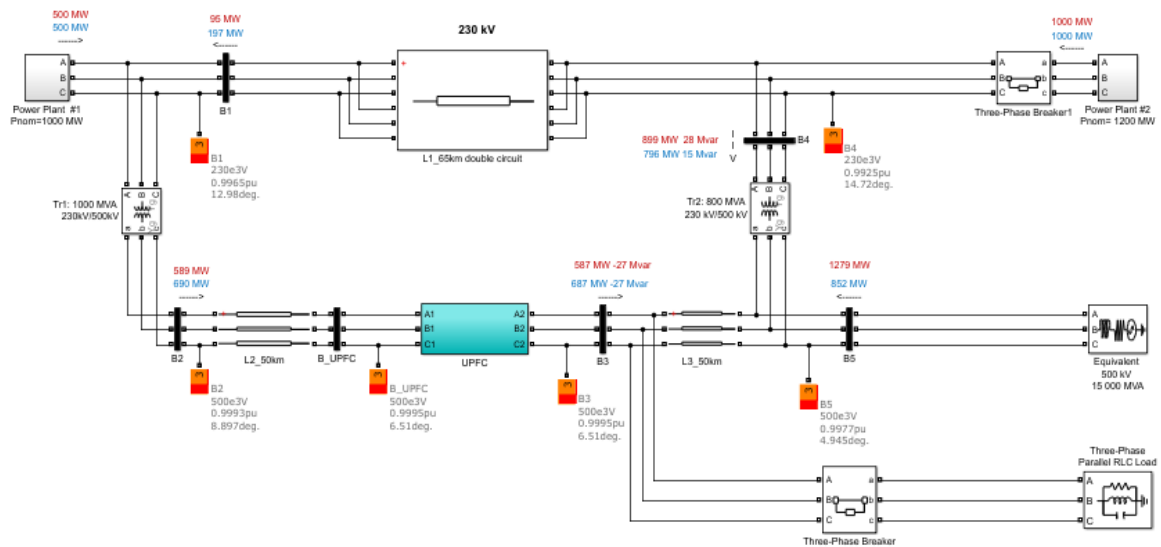 500 MW
500 MW
------>
95 MW
197 MW
<------
230 kV
1000 MW
1000 MW
<------
A
B
C
Power Plant #1
Pnom=1000 MW
B1
+
L1_65km double circuit
A
B
C
a
b
c
Three-Phase Breaker1
A
B
C
Power Plant #2
Pnom= 1200 MW
3
B1
230e3V
0.9965pu
12.98deg.
899 MW 28 Mvar
796 MW 15 Mvar
V
B4
3
B4
230e3V
0.9925pu
14.72deg.
Tr1: 1000 MVA
230kV/500kV
A B C
a b c
Tr2: 800 MVA
230 kV/500 kV
A B C
a b c
589 MW
690 MW
------>
587 MW -27 Mvar
687 MW -27 Mvar
------>
1279 MW
852 MW
<------
B2
+
L2_50km
B_UPFC
A1
B1
C1
A2
B2
C2
UPFC
B3
+
L3_50km
B5
A
B
C
Equivalent
500 kV
15 000 MVA
3
B2
500e3V
0.9993pu
8.897deg.
3
B_UPFC
500e3V
0.9995pu
6.51deg.
3
B3
500e3V
0.9995pu
6.51deg.
3
B5
500e3V
0.9977pu
4.945deg.
A
B
C
a
b
c
Three-Phase Breaker
Three-Phase
Parallel RLC Load
A
B
C